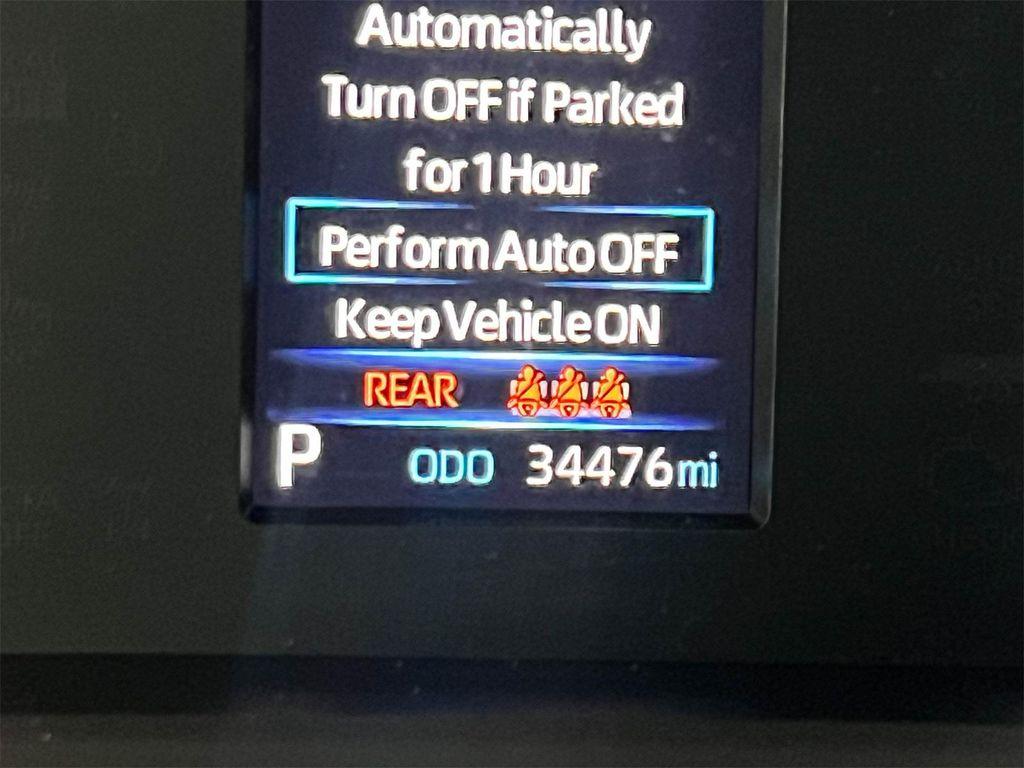 Automatically
Turn OFF if Parked
for 1 Hour
Perform Auto OFF
Keep Vehicle ON
REAR
P ODO 34476 mi